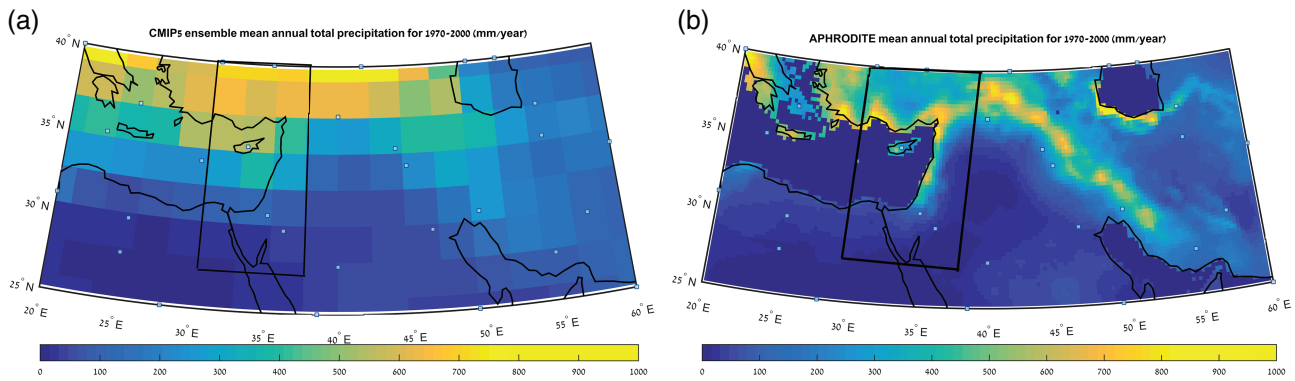 (a)
CMIP5 ensemble mean annual total precipitation for 1970-2000 (mm/year)
40° N
35° N
30° N
25° N
20° E
25° E
30° E
35° E
40° E
45° E
50° E
55° E
60° E
0 100 200 300 400 500 600 700 800 900 1000
(b)
APHRODITE mean annual total precipitation for 1970-2000 (mm/year)
40° N
35° N
30° N
25° N
20° E
25° E
30° E
35° E
40° E
45° E
50° E
55° E
60° E
0 100 200 300 400 500 600 700 800 900 1000